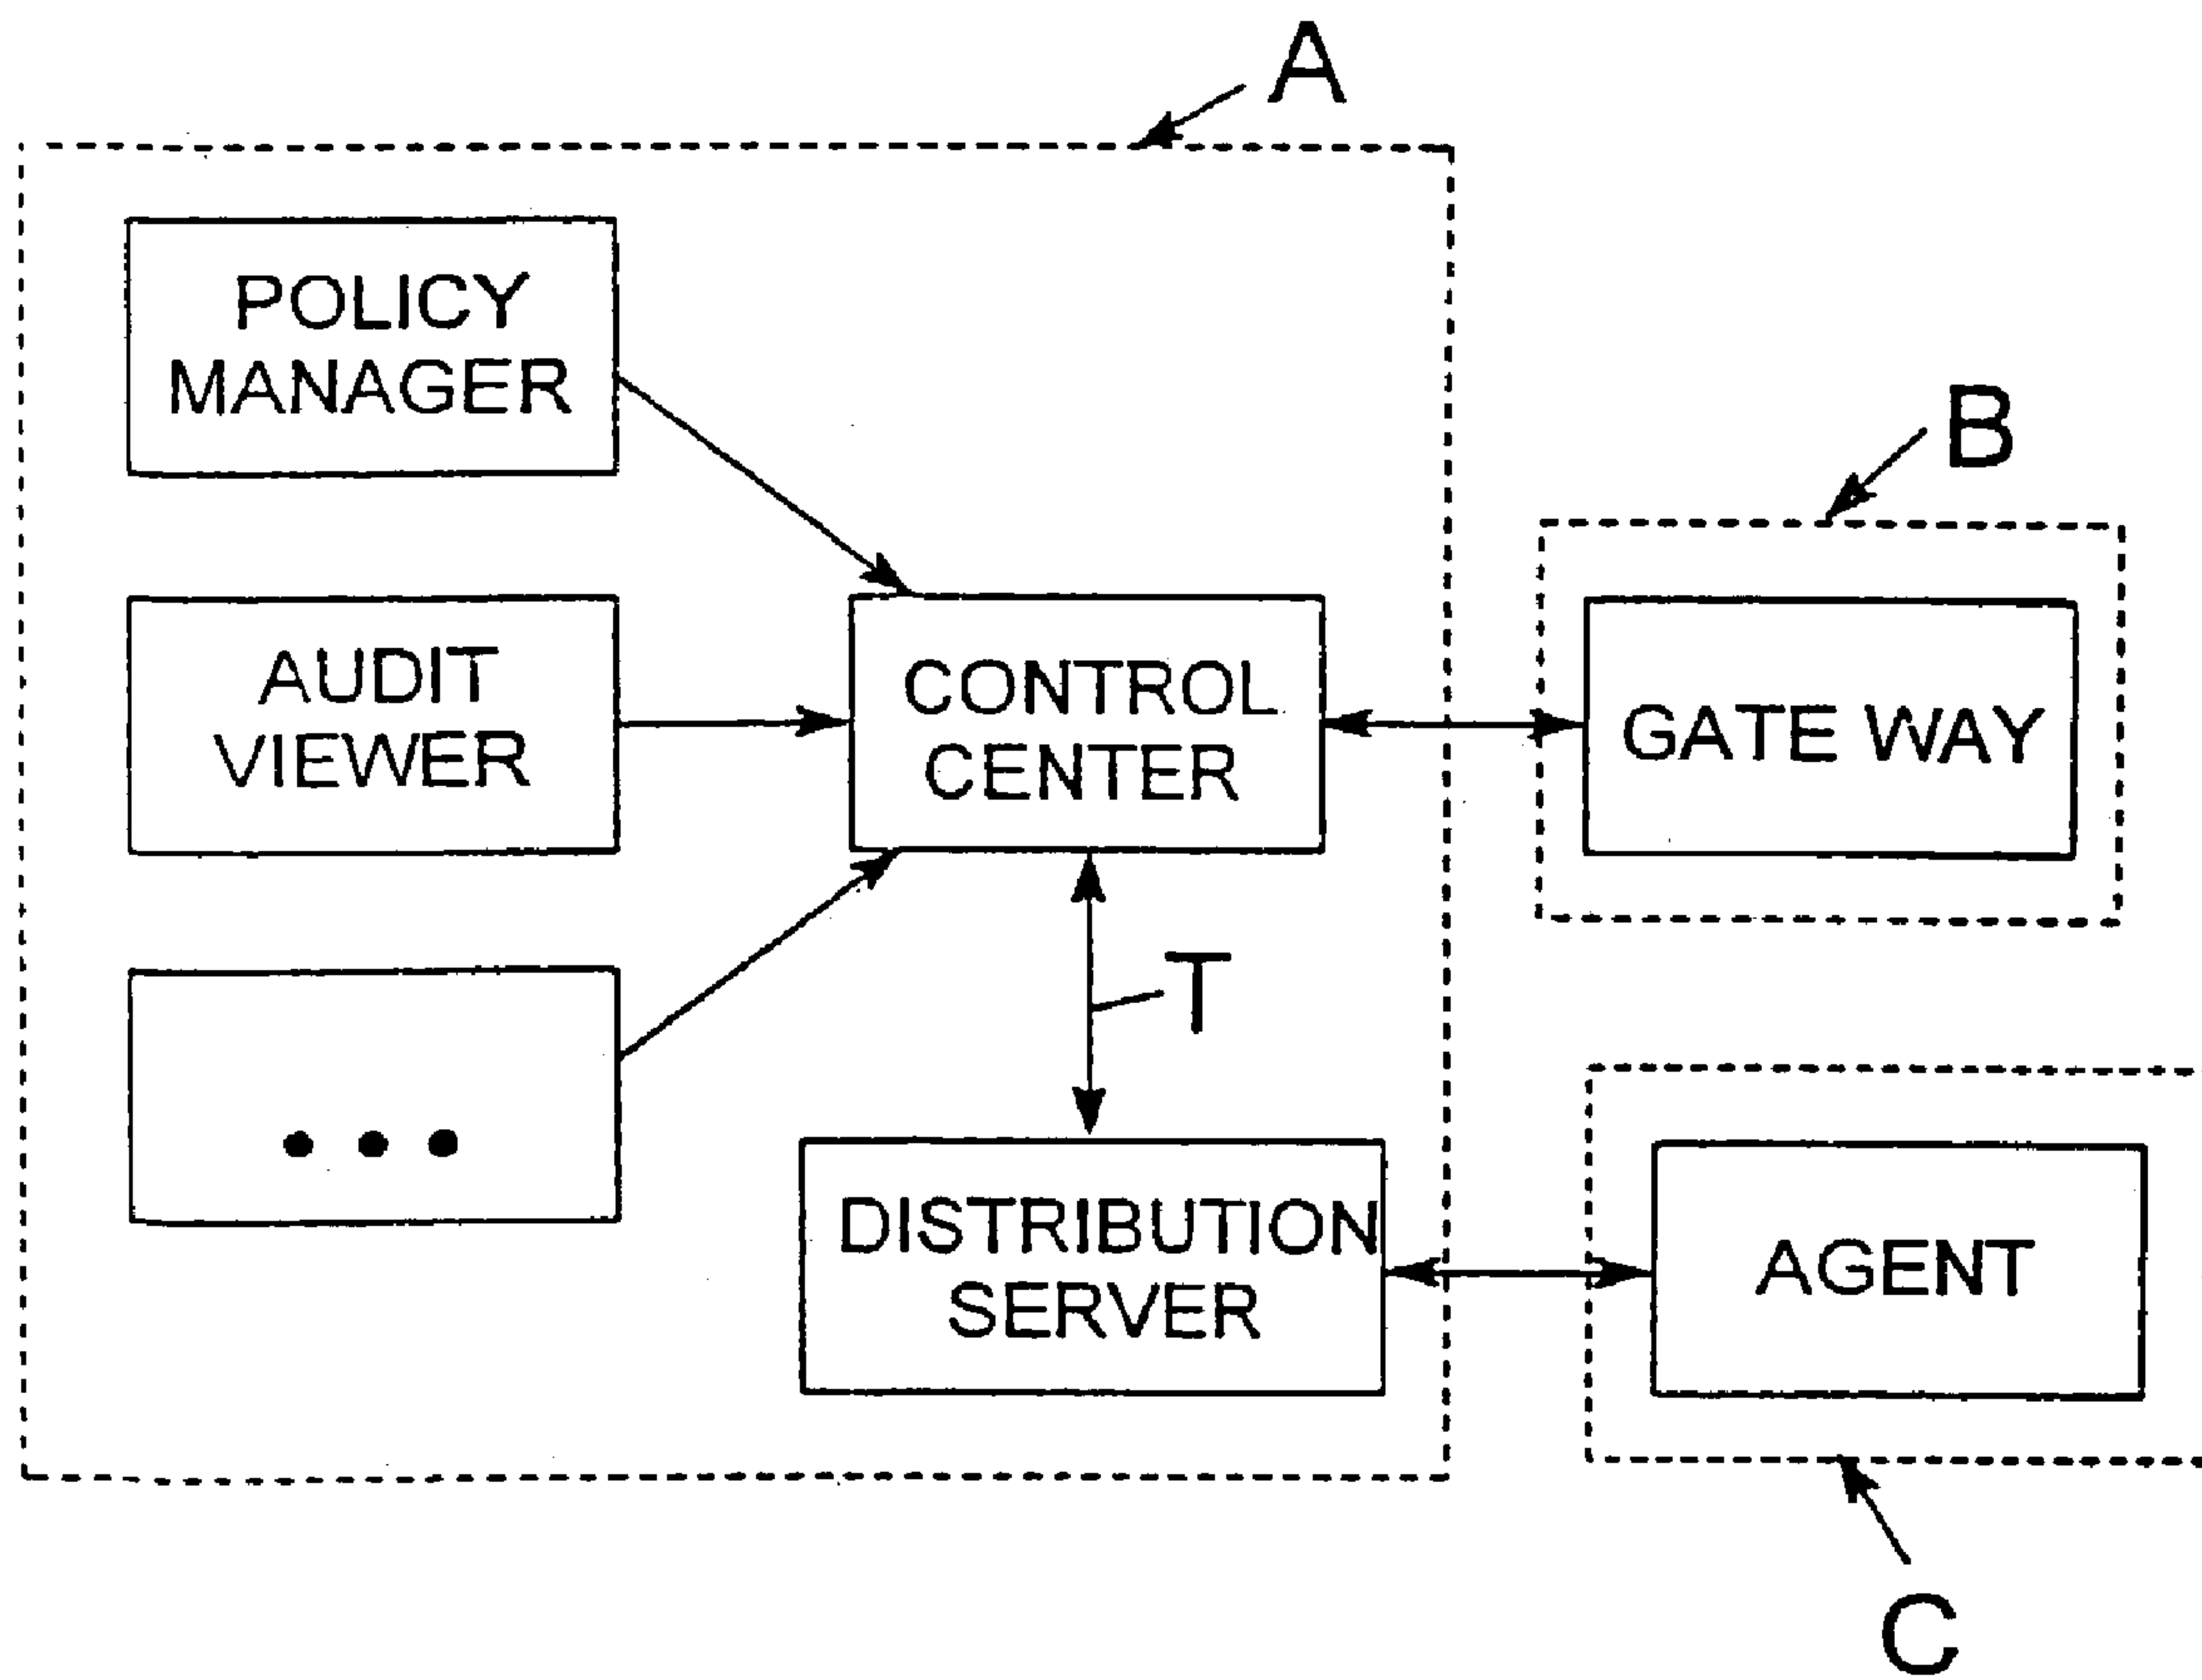 A
POLICY
MANAGER
B
AUDIT
VIEWER
CONTROL
CENTER
GATE WAY
T
• • •
DISTRIBUTION
SERVER
AGENT
C